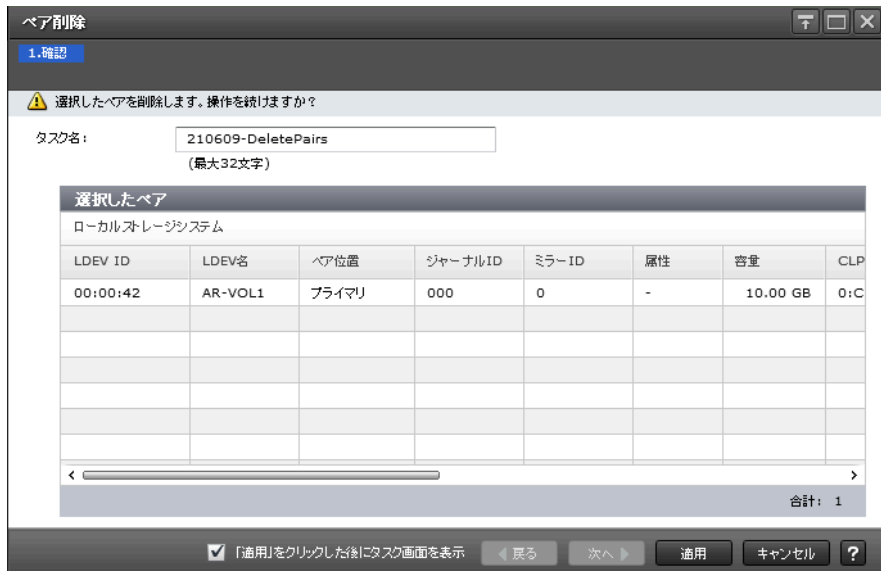 ペア削除
1.確認
選択したペアを削除します。操作を続けますか？
タスク名： 210609-DeletePairs
(最大32文字)
選択したペア
ローカルストレージシステム
LDEV ID LDEV名 ペア位置 ジャーナルID ミラーID 属性 容量 CLP
00:00:42 AR-VOL1 プライマリ 000 0 - 10.00 GB 0:C
合計： 1
「適用」をクリックした後にタスク画面を表示 戻る 次へ 適用 キャンセル ?